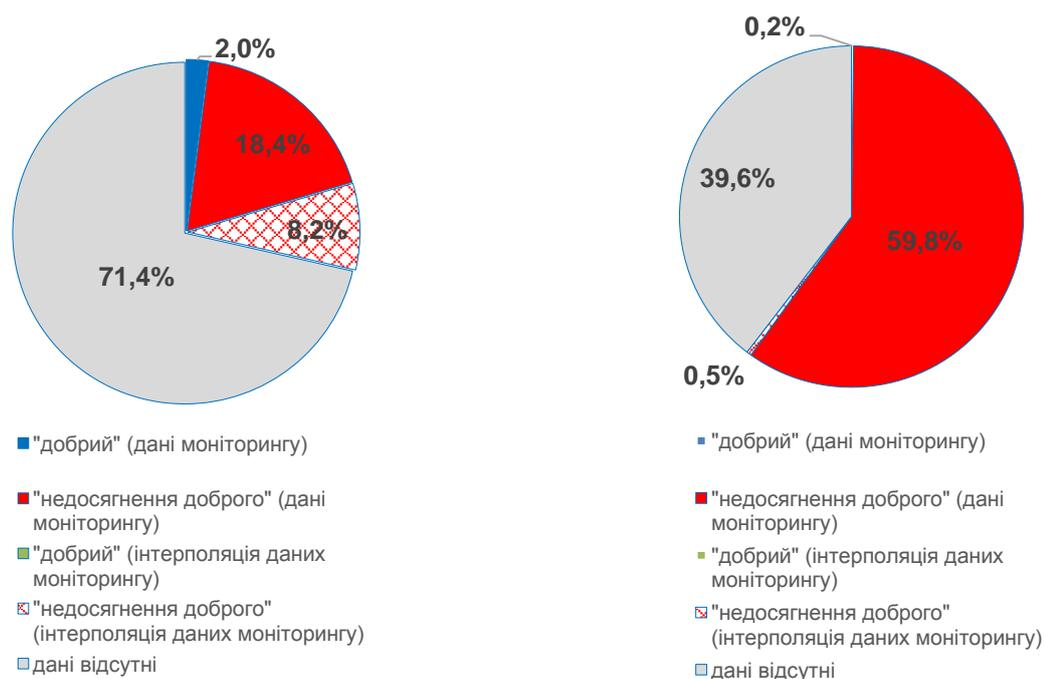 2,0%
18,4%
8,2%
71,4%
"добрий" (дані моніторингу)
"недосягнення доброго" (дані
моніторингу)
"добрий" (інтерполяція даних
моніторингу)
"недосягнення доброго"
(інтерполяція даних моніторингу)
дані відсутні
0,2%
39,6%
59,8%
0,5%
"добрий" (дані моніторингу)
"недосягнення доброго" (дані
моніторингу)
"добрий" (інтерполяція даних
моніторингу)
"недосягнення доброго"
(інтерполяція даних моніторингу)
дані відсутні